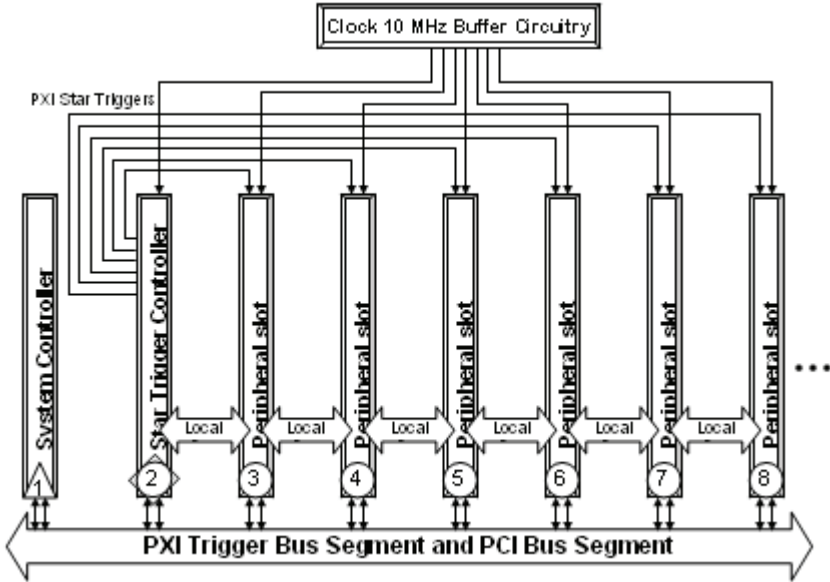 Clock 10 MHz Buffer Circuitry
PXI Star Triggers
System Controller
Star Trigger Controller
Peripheral slot
Peripheral slot
Peripheral slot
Peripheral slot
Peripheral slot
Peripheral slot
Local
Local
Local
Local
Local
Local
1
2
3
4
5
6
7
8
PXI Trigger Bus Segment and PCI Bus Segment